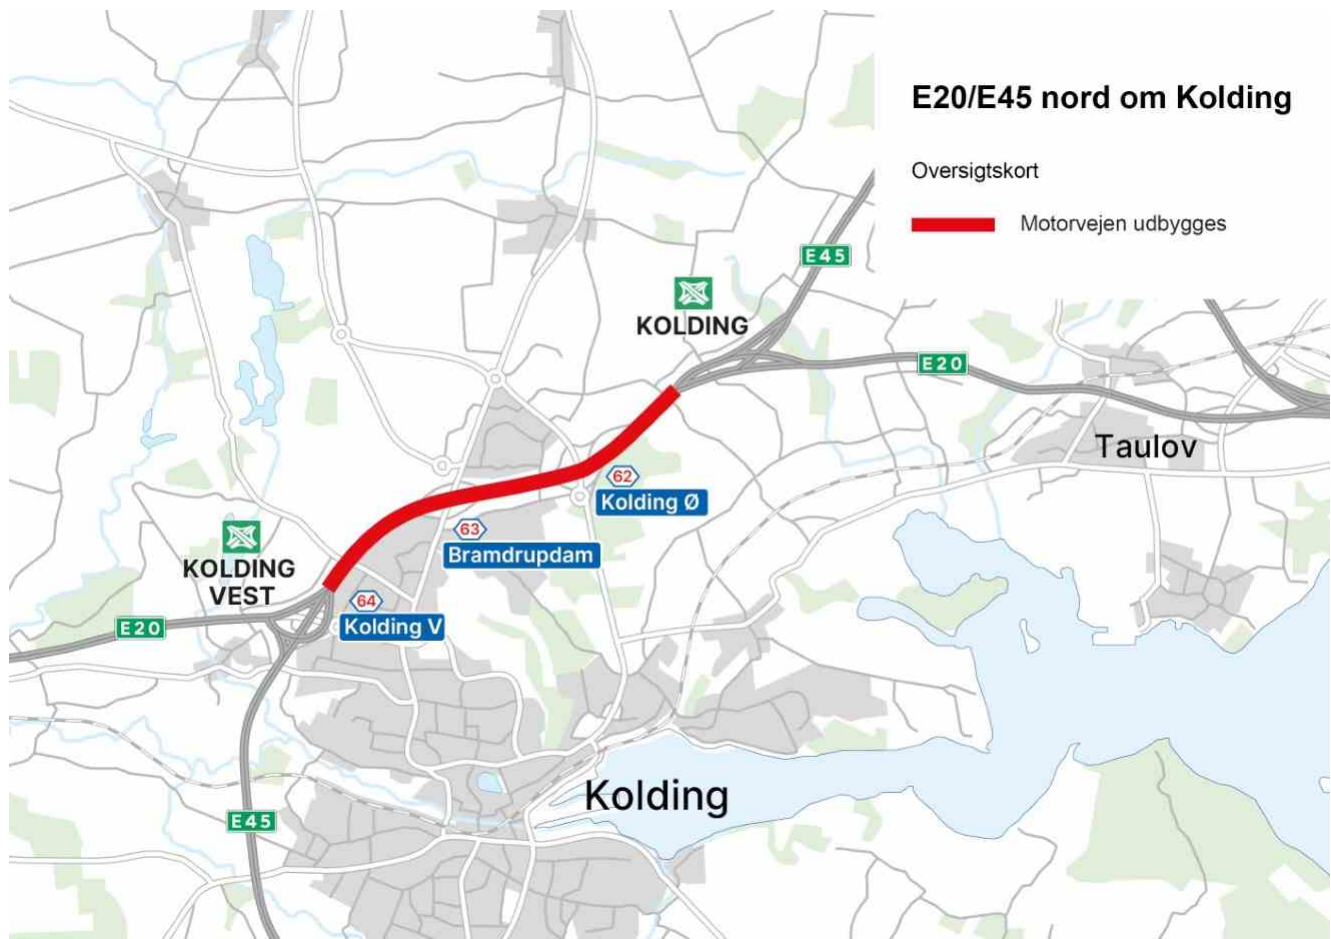 E20/E45 nord om Kolding
Oversigtskort
Motorvejen udbygges
E45
KOLDING
E20
Taulov
62
Kolding Ø
63
Bramdrupdam
KOLDING
VEST
64
Kolding V
E20
Kolding
E45